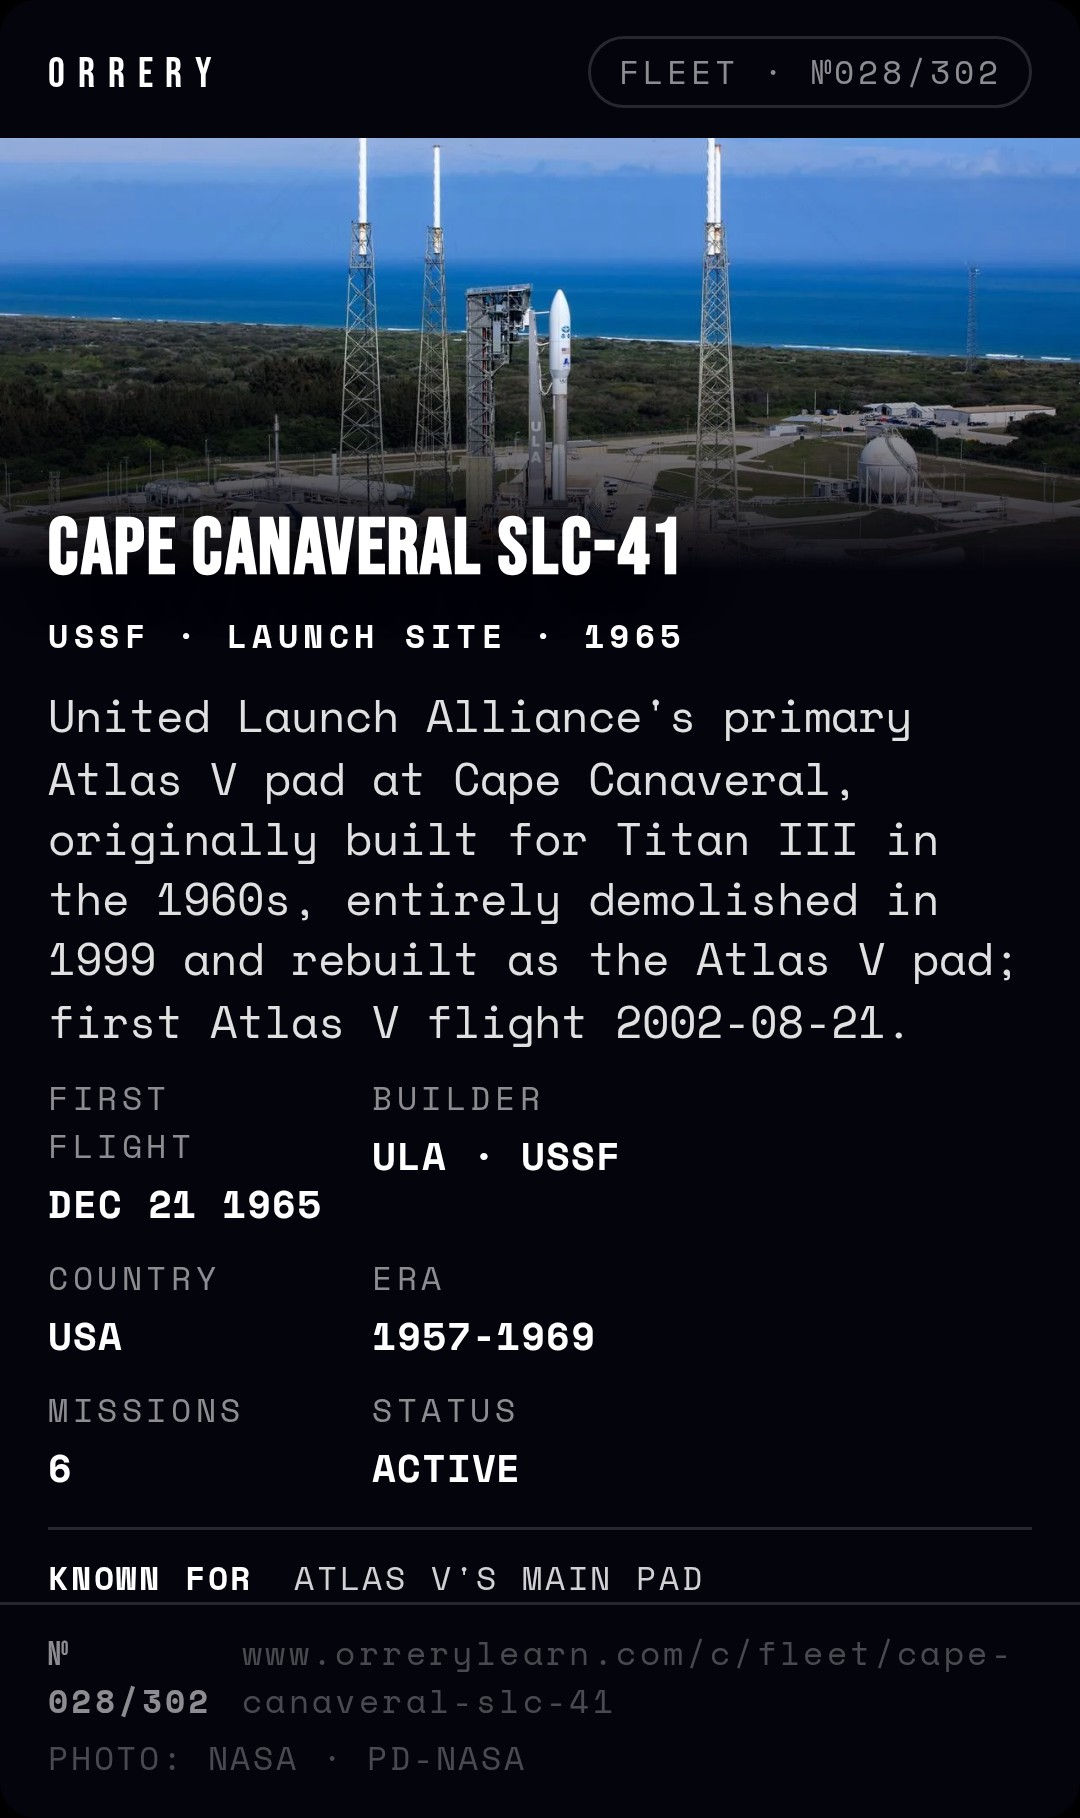 ORRERY
FLEET · №028/302
ULA
CAPE CANAVERAL SLC-41
USSF · LAUNCH SITE · 1965
United Launch Alliance's primary
Atlas V pad at Cape Canaveral,
originally built for Titan III in
the 1960s, entirely demolished in
1999 and rebuilt as the Atlas V pad;
first Atlas V flight 2002-08-21.
FIRST
FLIGHT
DEC 21 1965
BUILDER
ULA · USSF
COUNTRY
USA
ERA
1957-1969
MISSIONS
6
STATUS
ACTIVE
KNOWN FOR ATLAS V'S MAIN PAD
№
028/302
www.orrerylearn.com/c/fleet/cape-
canaveral-slc-41
PHOTO: NASA · PD-NASA